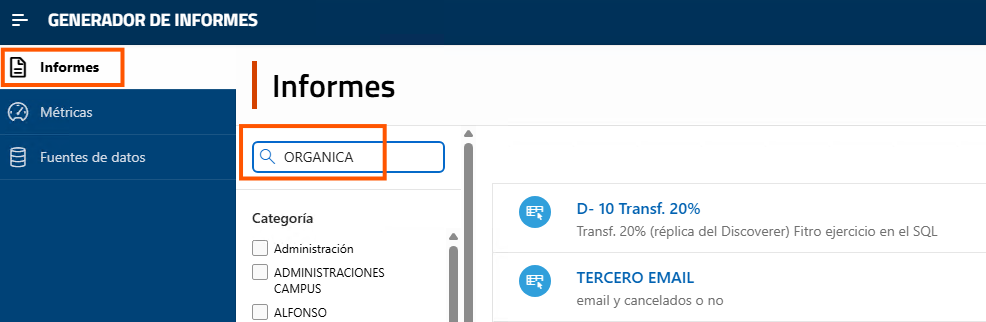 GENERADOR DE INFORMES
Informes
Métricas
Fuentes de datos
Informes
ORGANICA
Categoría
Administración
ADMINISTRACIONES
CAMPUS
ALFONSO
D- 10 Transf. 20%
Transf. 20% (réplica del Discoverer) Fitro ejercicio en el SQL
TERCERO EMAIL
email y cancelados o no